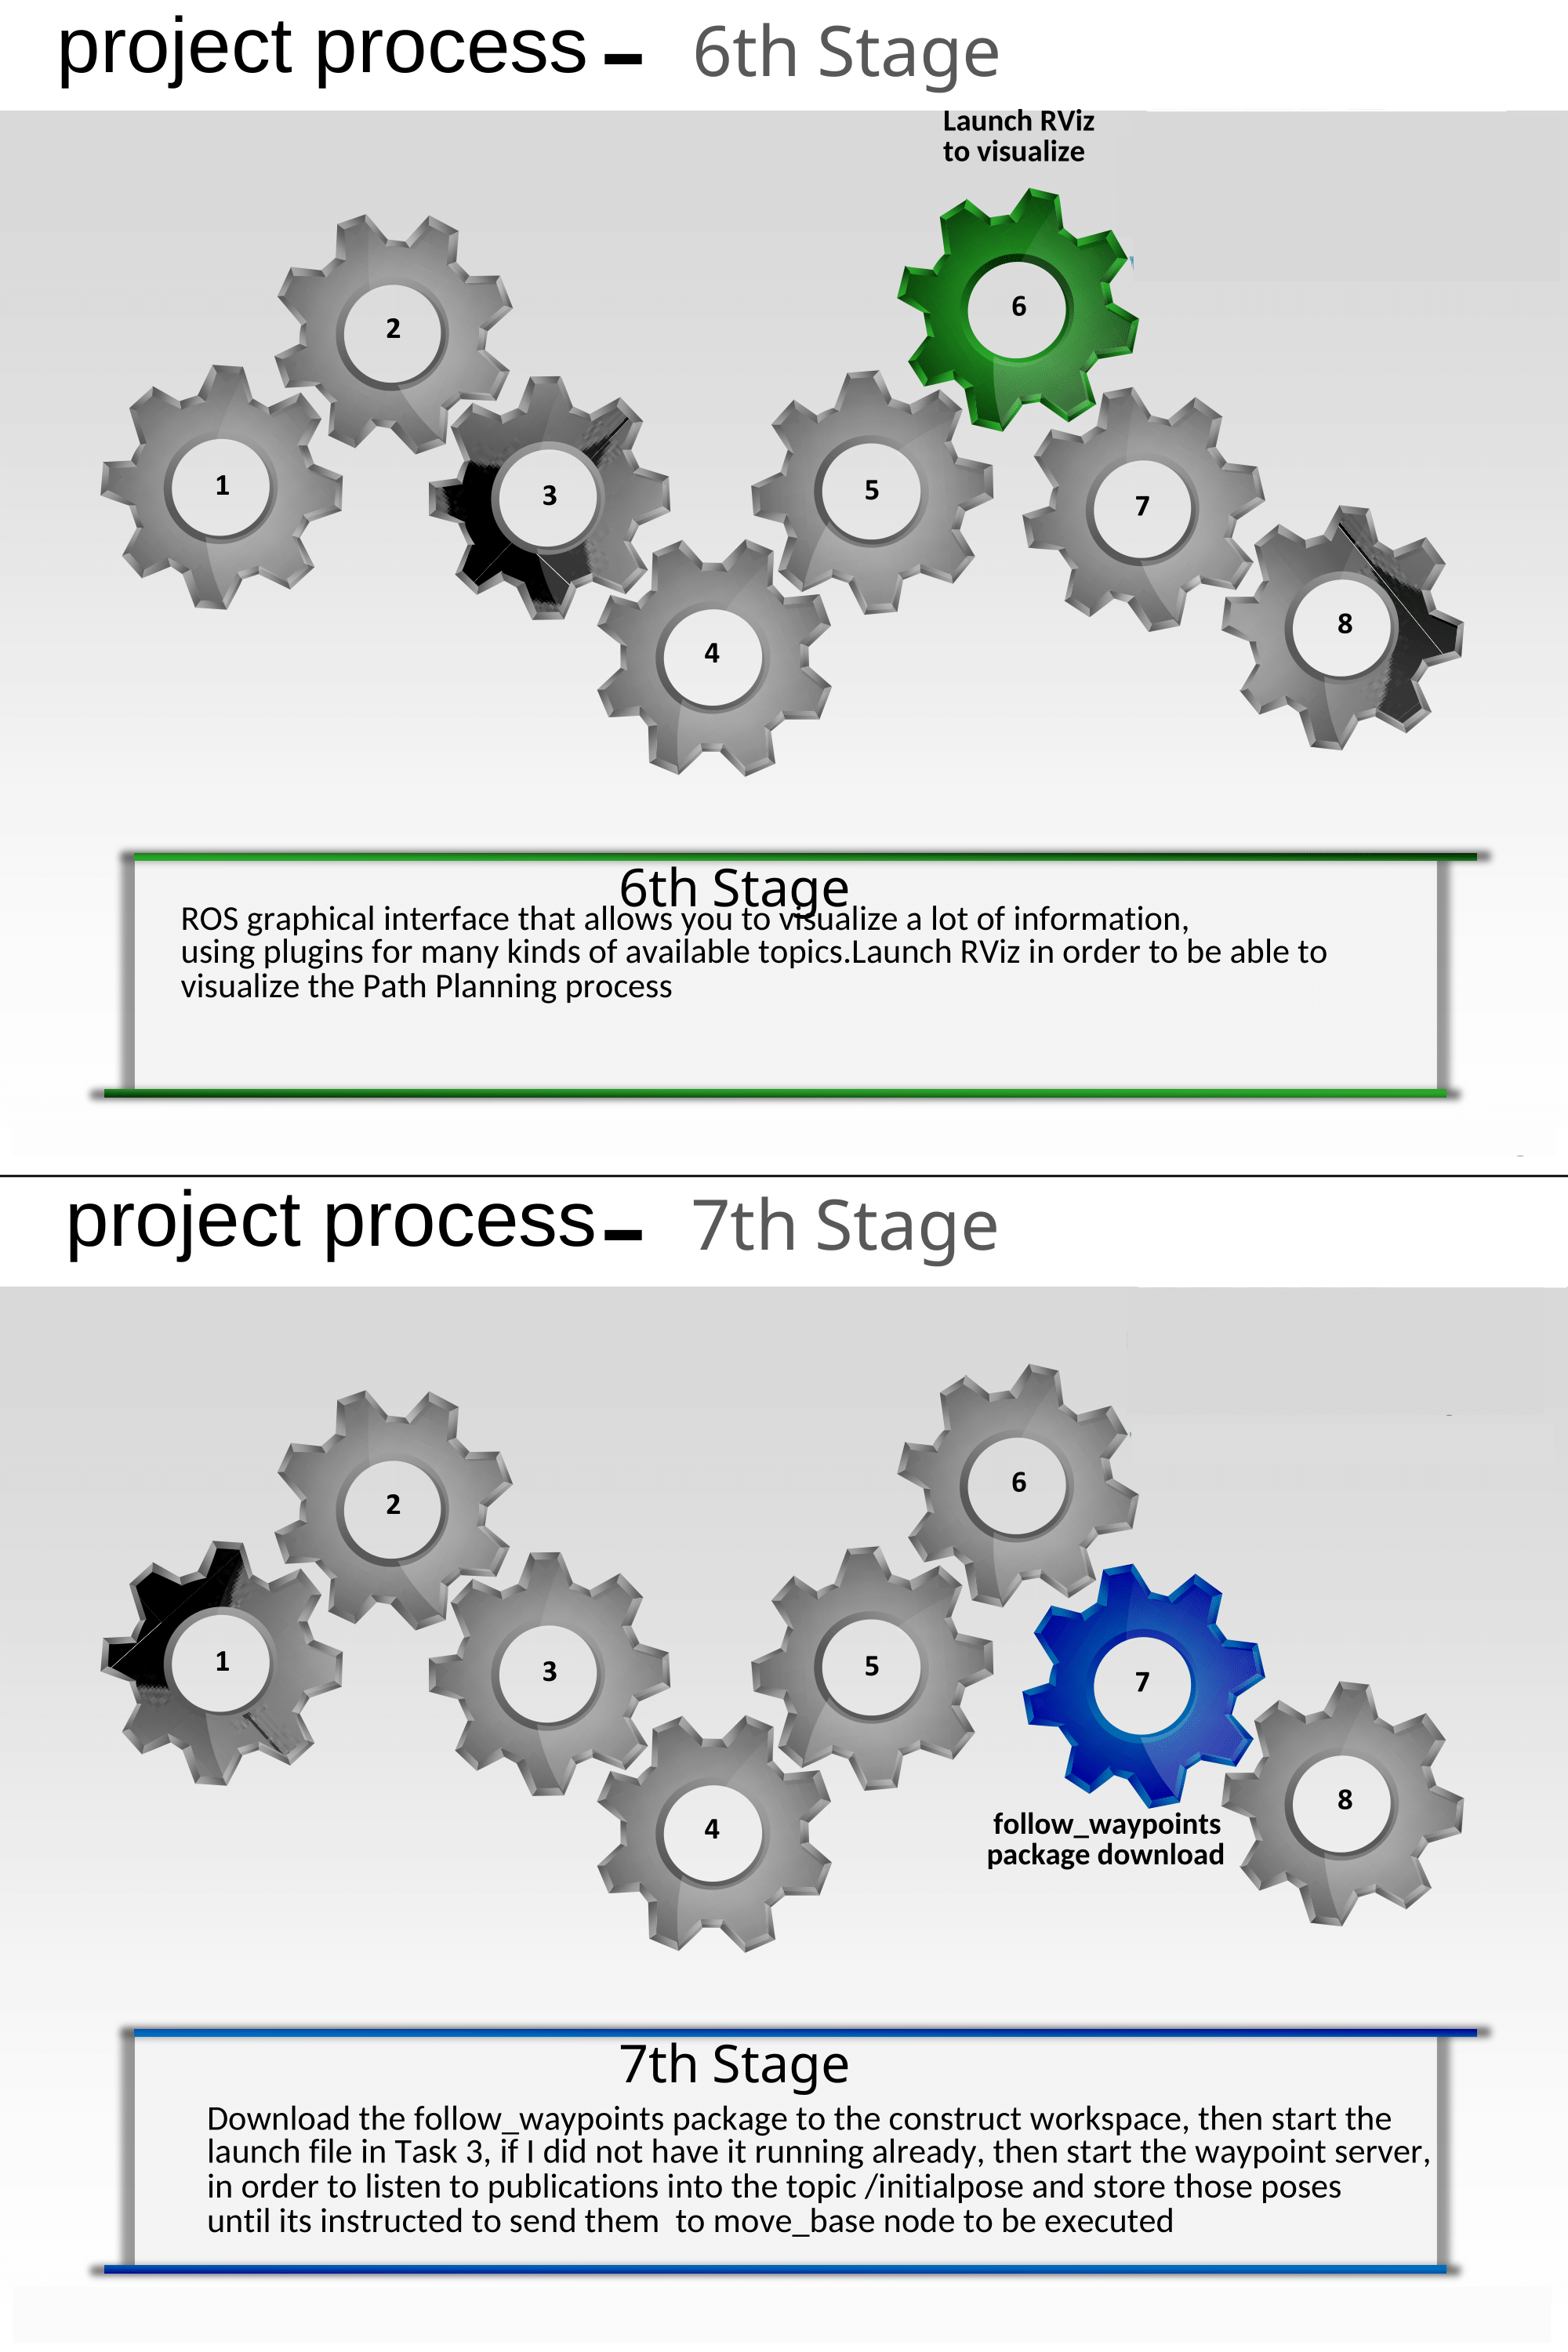 project process - 6th Stage
Launch RViz
to visualize
6
2
1
3
5
7
8
4
6th Stage
ROS graphical interface that allows you to visualize a lot of information,
using plugins for many kinds of available topics.Launch RViz in order to be able to
visualize the Path Planning process
project process - 7th Stage
6
2
1
3
5
7
8
4
follow_waypoints
package download
7th Stage
Download the follow_waypoints package to the construct workspace, then start the
launch file in Task 3, if I did not have it running already, then start the waypoint server,
in order to listen to publications into the topic /initialpose and store those poses
until its instructed to send them  to move_base node to be executed